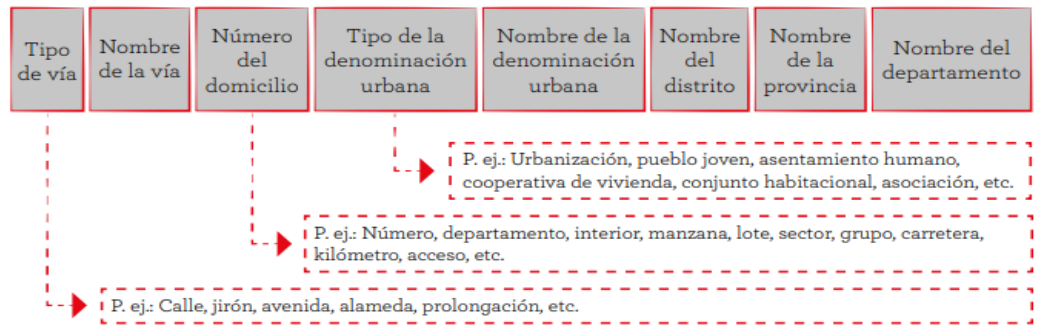 Tipo
de vía
Nombre
de la vía
Número
del
domicilio
Tipo de la
denominación
urbana
Nombre de la
denominación
urbana
Nombre
del
distrito
Nombre
de la
provincia
Nombre del
departamento
P. ej.: Urbanización, pueblo joven, asentamiento humano,
cooperativa de vivienda, conjunto habitacional, asociación, etc.
P. ej.: Número, departamento, interior, manzana, lote, sector, grupo, carretera,
kilómetro, acceso, etc.
P. ej.: Calle, jirón, avenida, alameda, prolongación, etc.